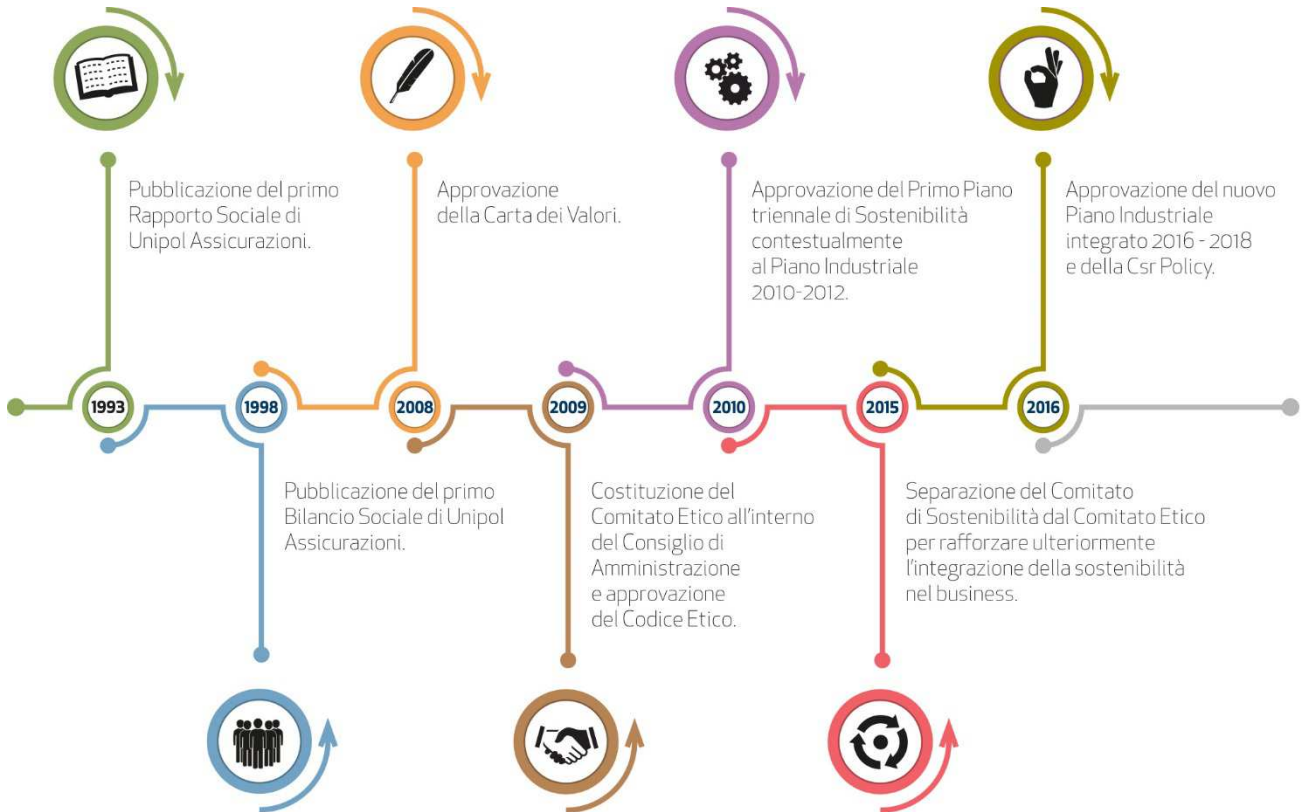 Pubblicazione del primo
Rapporto Sociale di
Unipol Assicurazioni.
Approvazione
della Carta dei Valori.
Approvazione del Primo Piano
triennale di Sostenibilità
contestualmente
al Piano Industriale
2010-2012.
Approvazione del nuovo
Piano Industriale
integrato 2016 - 2018
e della Csr Policy.
1993
1998
2008
2009
2010
2015
2016
Pubblicazione del primo
Bilancio Sociale di Unipol
Assicurazioni.
Costituzione del
Comitato Etico all'interno
del Consiglio di
Amministrazione
e approvazione
del Codice Etico.
Separazione del Comitato
di Sostenibilità dal Comitato Etico
per rafforzare ulteriormente
l'integrazione della sostenibilità
nel business.